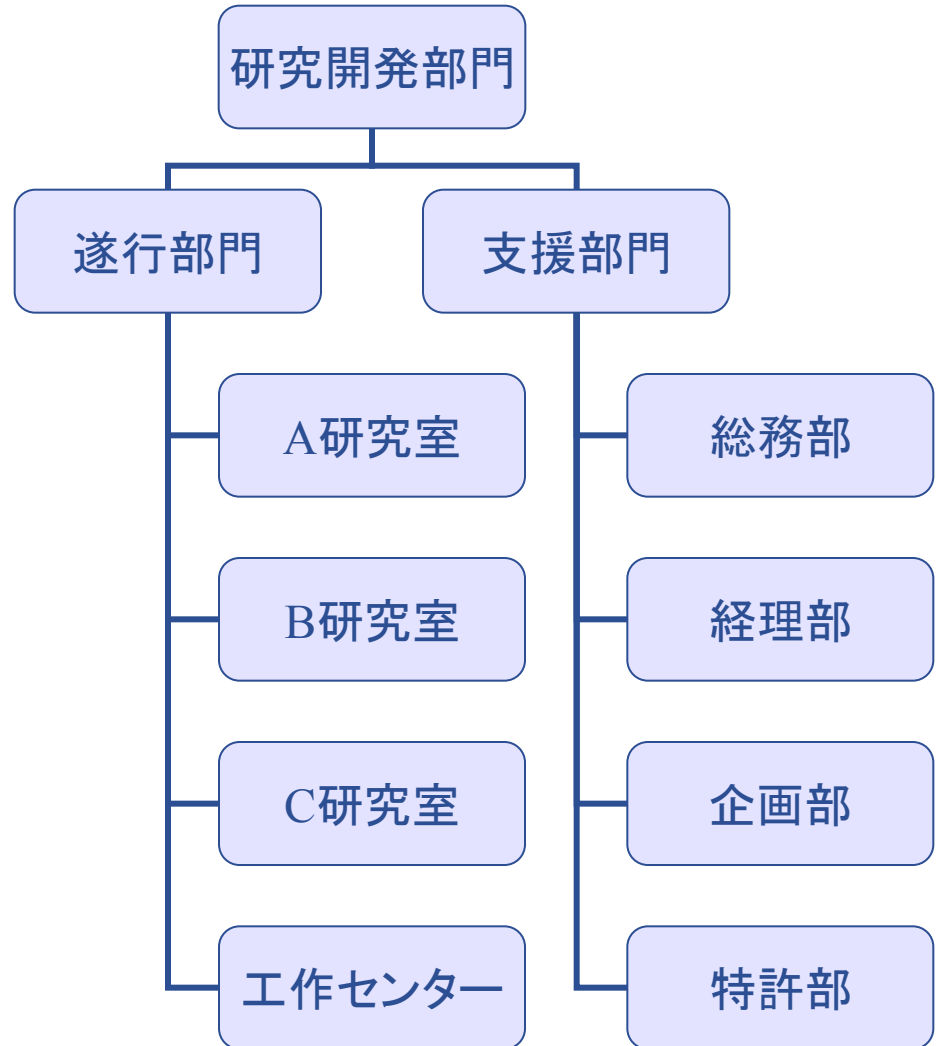 研究開発部門
遂行部門
支援部門
A研究室
総務部
B研究室
経理部
C研究室
企画部
工作センター
特許部